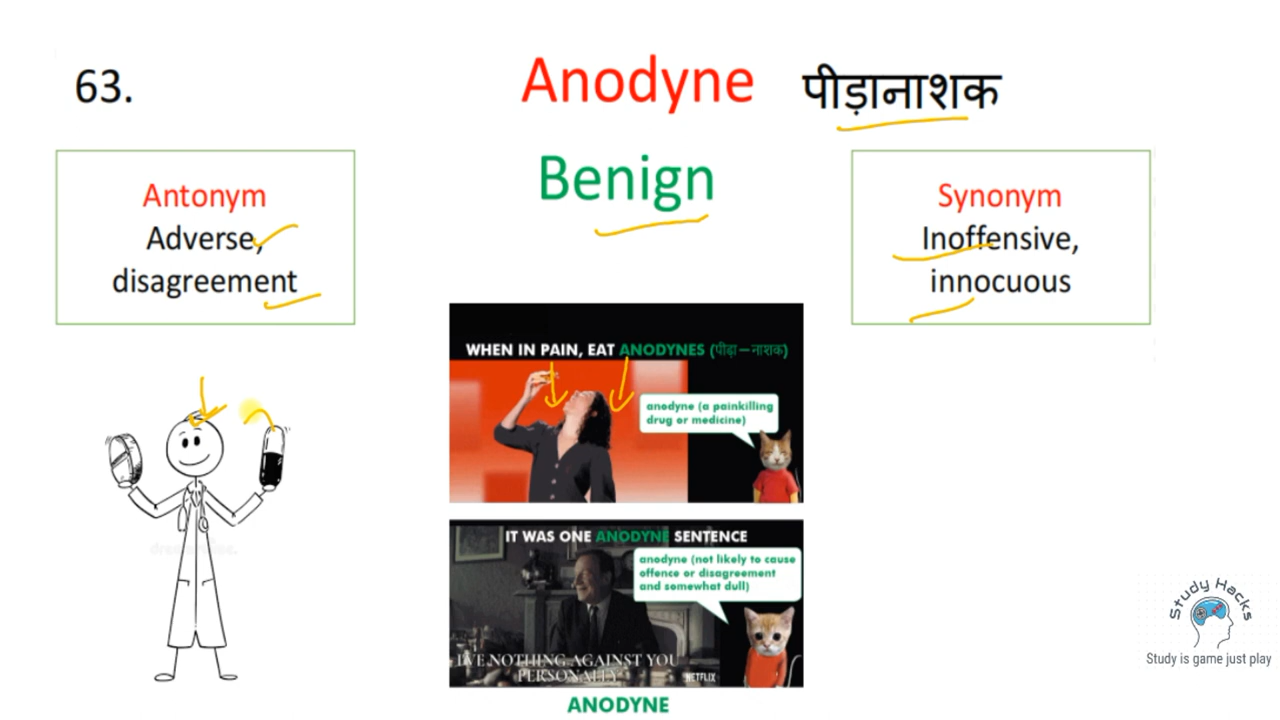 63.
Anodyne पीड़ानाशक
Benign
Antonym
Adverse,
disagreement
Synonym
Inoffensive,
innocuous
WHEN IN PAIN, EAT ANODYNES (पीड़ा–नाशक)
anodyne (a painkilling
drug or medicine)
IT WAS ONE ANODYNE SENTENCE
anodyne (not likely to cause
offence or disagreement
and somewhat dull)
I'VE NOTHING AGAINST YOU
PERSONALLY
NETFLIX
ANODYNE
Study Hacks
Study is game just play